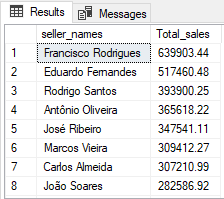 Results Messages
seller_names Total_sales
1 Francisco Rodrigues 639903.44
2 Eduardo Fernandes 517460.48
3 Rodrigo Santos 393900.25
4 Antônio Oliveira 365618.22
5 José Ribeiro 347541.11
6 Marcos Vieira 309412.27
7 Carlos Almeida 307210.99
8 João Soares 282586.92